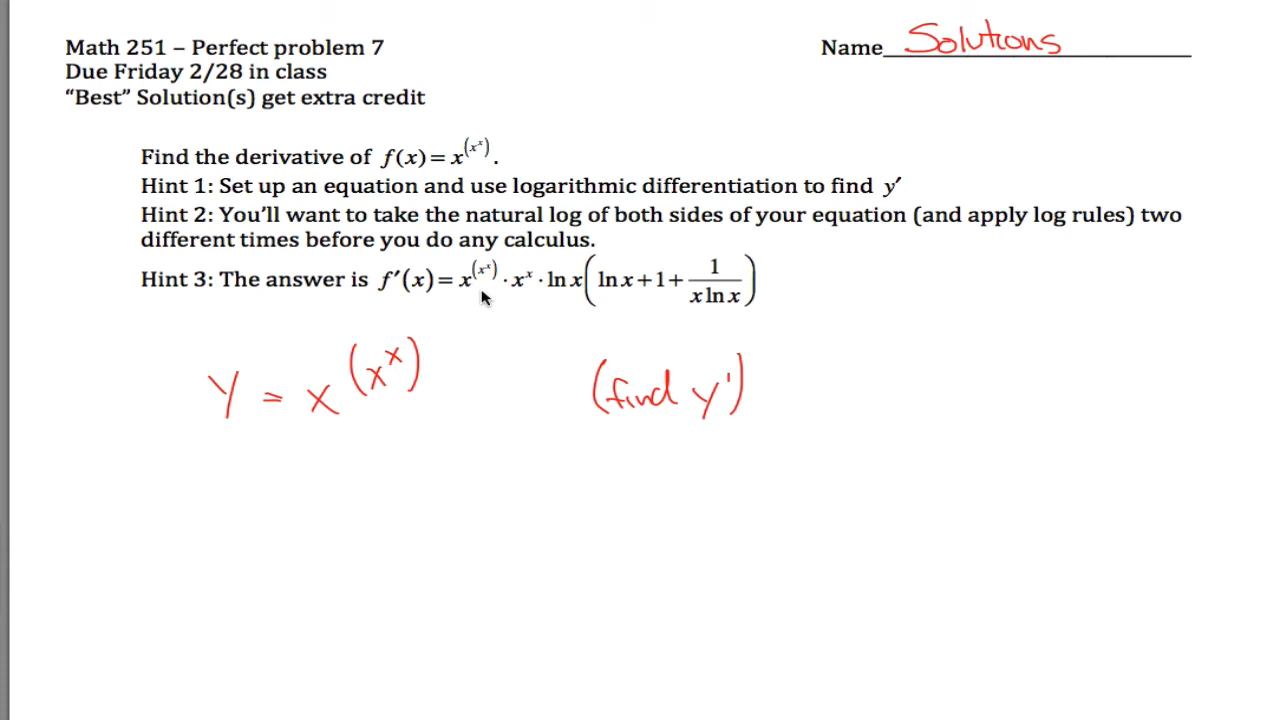 Math 251 – Perfect problem 7
Name Solutions
Due Friday 2/28 in class
“Best” Solution(s) get extra credit
Find the derivative of f(x)=x^(x^x).
Hint 1: Set up an equation and use logarithmic differentiation to find y′
Hint 2: You’ll want to take the natural log of both sides of your equation (and apply log rules) two
different times before you do any calculus.
Hint 3: The answer is f′(x)=x^(x^x)·x^x·ln x(ln x+1+1/(x ln x))
y = x^(x^x) (find y')